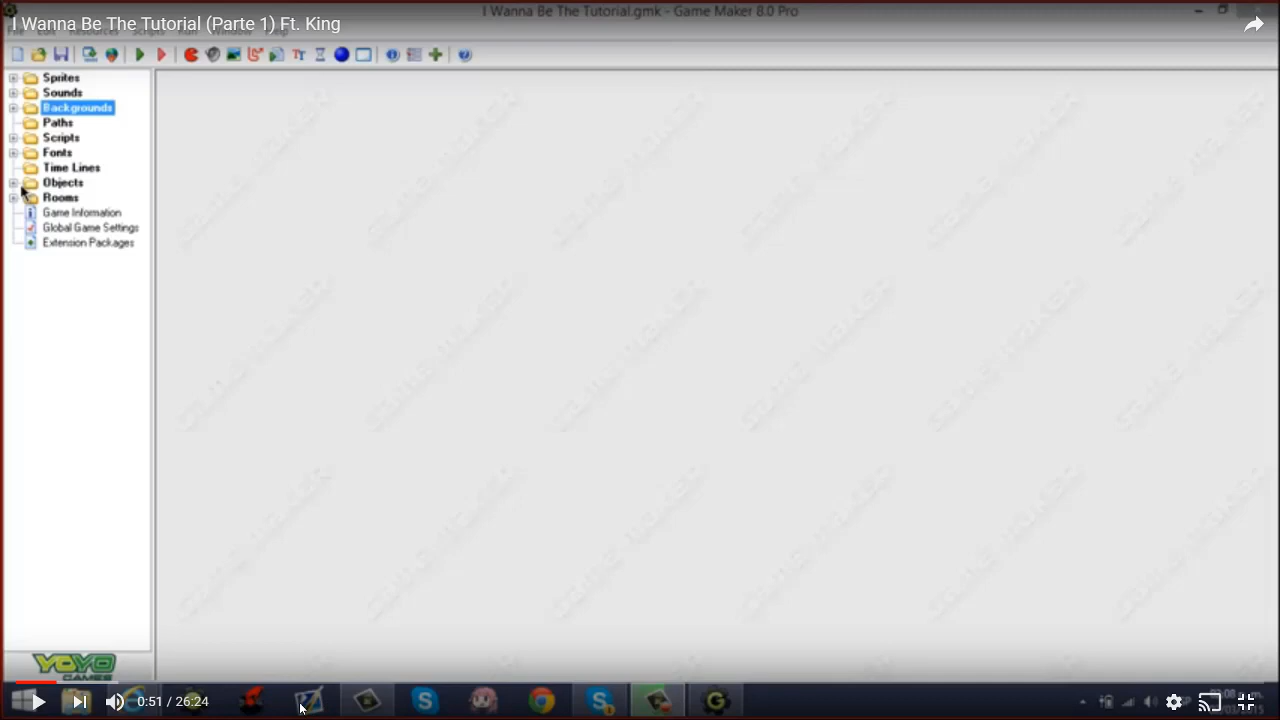 I Wanna Be The Tutorial (Parte 1) Ft. King
I Wanna Be The Tutorial.gmk - Game Maker 8.0 Pro
Sprites
Sounds
Backgrounds
Paths
Scripts
Fonts
Time Lines
Objects
Rooms
Game Information
Global Game Settings
Extension Packages
YOYO
GAMES
0:51 / 26:24